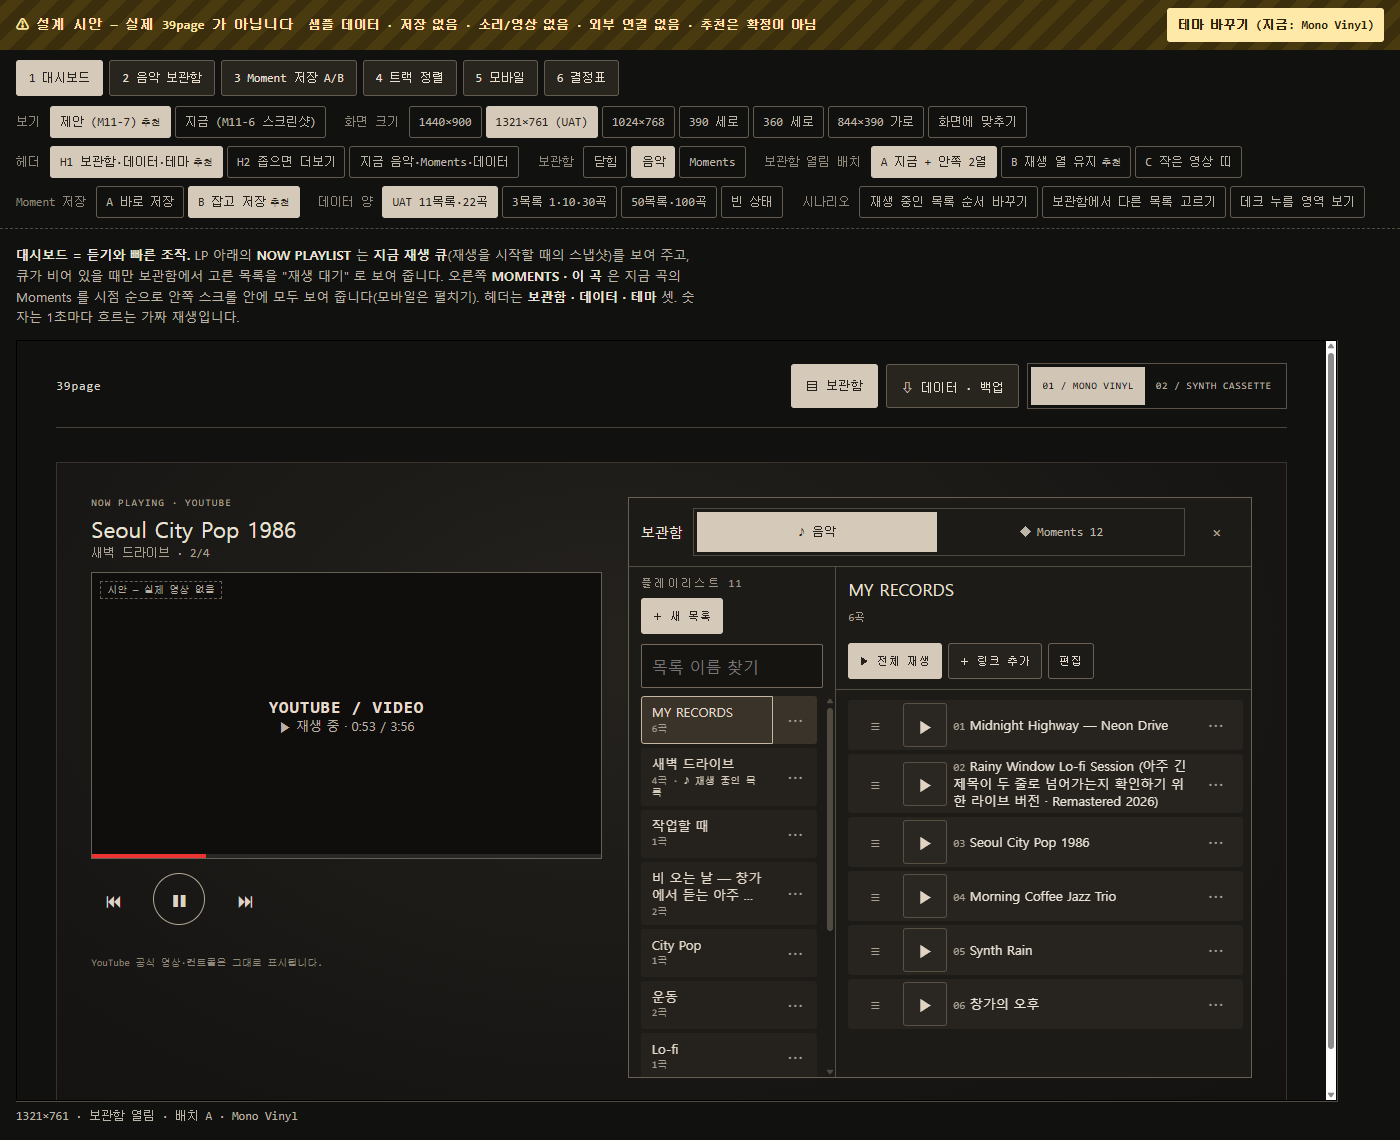 ⚠ 설계 시안 — 실제 39page 가 아닙니다 샘플 데이터 · 저장 없음 · 소리/영상 없음 · 외부 연결 없음 · 추천은 확정이 아님
테마 바꾸기 (지금: Mono Vinyl)
1 대시보드 2 음악 보관함 3 Moment 저장 A/B 4 트랙 정렬 5 모바일 6 결정표
보기 제안 (M11-7) 추천 지금 (M11-6 스크린샷) 화면 크기 1440×900 1321×761 (UAT) 1024×768 390 세로 360 세로 844×390 가로 화면에 맞추기
헤더 H1 보관함·데이터·테마 추천 H2 좁으면 더보기 지금 음악·Moments·데이터 보관함 닫힘 음악 Moments 보관함 열림 배치 A 지금 + 안쪽 2열 B 재생 열 유지 추천 C 작은 영상 띠
Moment 저장 A 바로 저장 B 잡고 저장 추천 데이터 양 UAT 11목록·22곡 3목록 1·10·30곡 50목록·100곡 빈 상태 시나리오 재생 중인 목록 순서 바꾸기 보관함에서 다른 목록 고르기 데크 누름 영역 보기
대시보드 = 듣기와 빠른 조작. LP 아래의 NOW PLAYLIST 는 지금 재생 큐(재생을 시작할 때의 스냅샷)를 보여 주고,
큐가 비어 있을 때만 보관함에서 고른 목록을 "재생 대기" 로 보여 줍니다. 오른쪽 MOMENTS · 이 곡 은 지금 곡의
Moments 를 시점 순으로 안쪽 스크롤 안에 모두 보여 줍니다(모바일은 펼치기). 헤더는 보관함 · 데이터 · 테마 셋. 숫
자는 1초마다 흐르는 가짜 재생입니다.
39page
보관함
데이터 · 백업
01 / MONO VINYL 02 / SYNTH CASSETTE
NOW PLAYING · YOUTUBE
Seoul City Pop 1986
새벽 드라이브 · 2/4
시안 — 실제 영상 없음
YOUTUBE / VIDEO
▶ 재생 중 · 0:53 / 3:56
YouTube 공식 영상·컨트롤은 그대로 표시됩니다.
보관함 ♪ 음악 ◆ Moments 12 ×
플레이리스트 11
+ 새 목록
목록 이름 찾기
MY RECORDS
6곡
새벽 드라이브
4곡 · ♪ 재생 중인 목
록
작업할 때
1곡
비 오는 날 — 창가
에서 듣는 아주 …
2곡
City Pop
1곡
운동
2곡
Lo-fi
1곡
MY RECORDS
6곡
▶ 전체 재생 + 링크 추가 편집
01 Midnight Highway — Neon Drive
02 Rainy Window Lo-fi Session (아주 긴
제목이 두 줄로 넘어가는지 확인하기 위
한 라이브 버전 · Remastered 2026)
03 Seoul City Pop 1986
04 Morning Coffee Jazz Trio
05 Synth Rain
06 창가의 오후
1321×761 · 보관함 열림 · 배치 A · Mono Vinyl